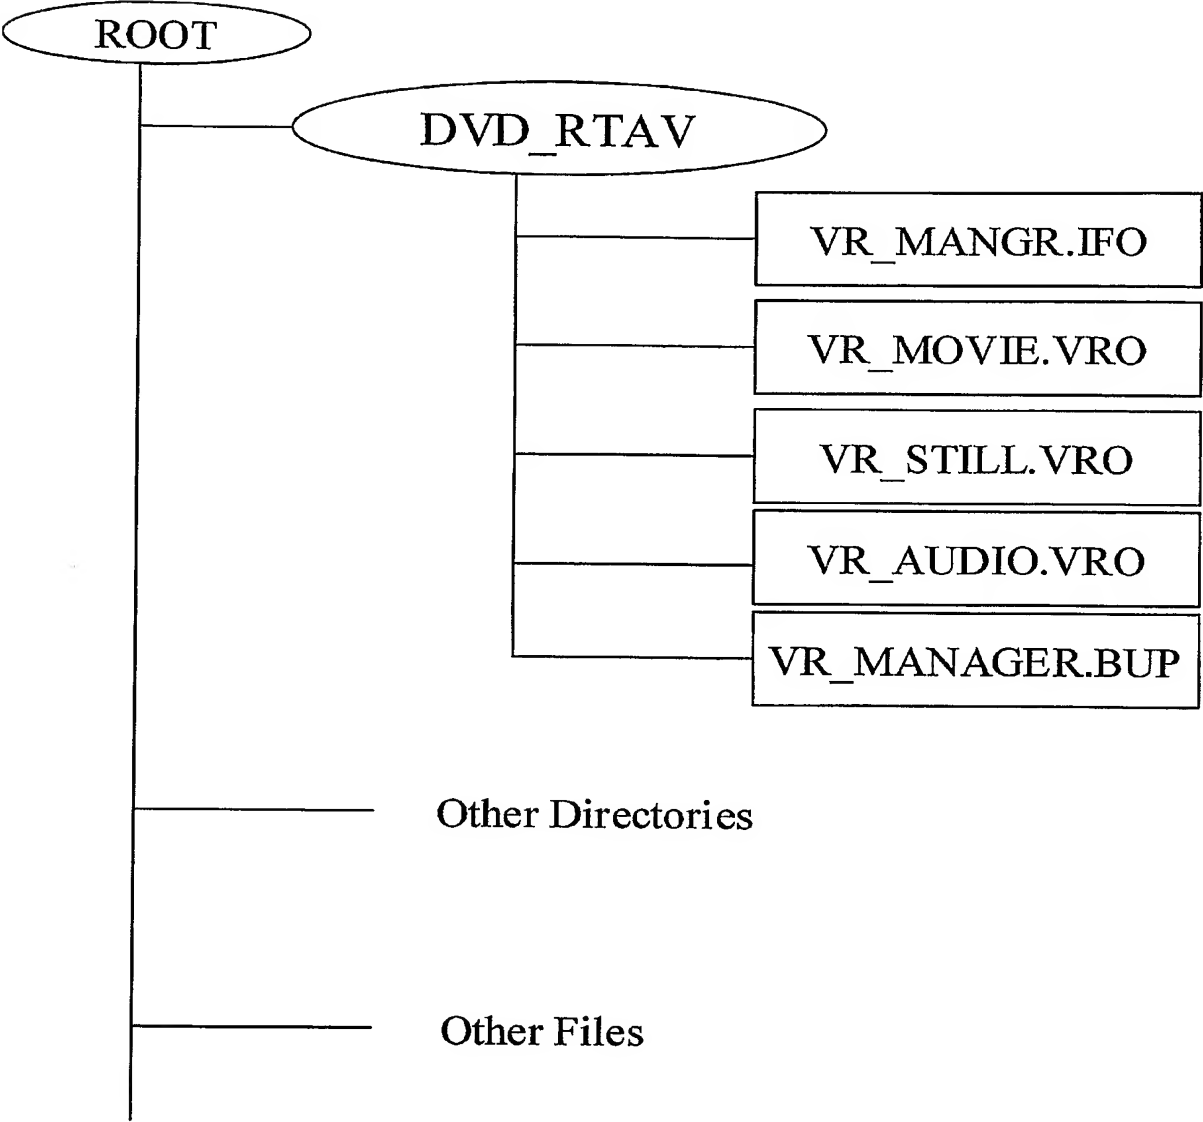 ROOT
DVD_RTAV
VR_MANGR.IFO
VR_MOVIE.VRO
VR_STILL.VRO
VR_AUDIO.VRO
VR_MANAGER.BUP
Other Directories
Other Files